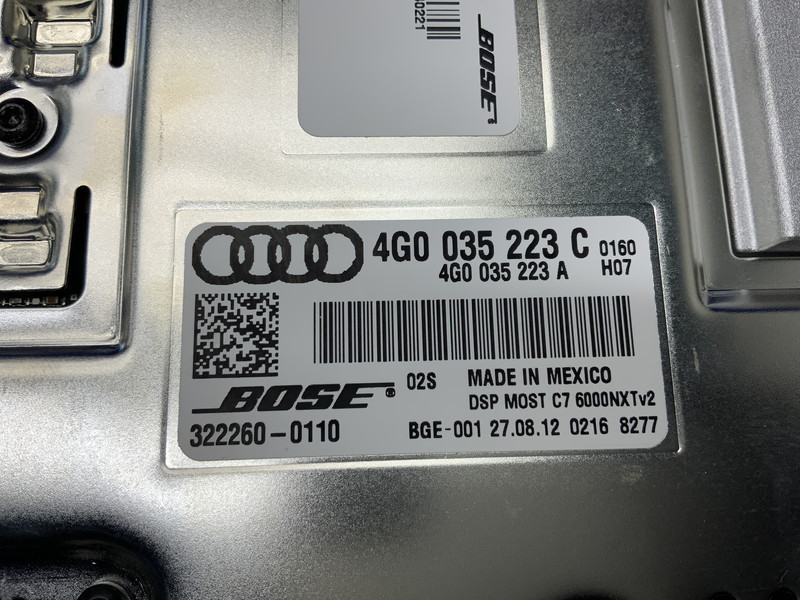 0221
BOSE
4G0 035 223 C 0160
4G0 035 223 A H07
BOSE® 02S MADE IN MEXICO
DSP MOST C7 6000NXTv2
322260-0110 BGE-001 27.08.12 0216 8277